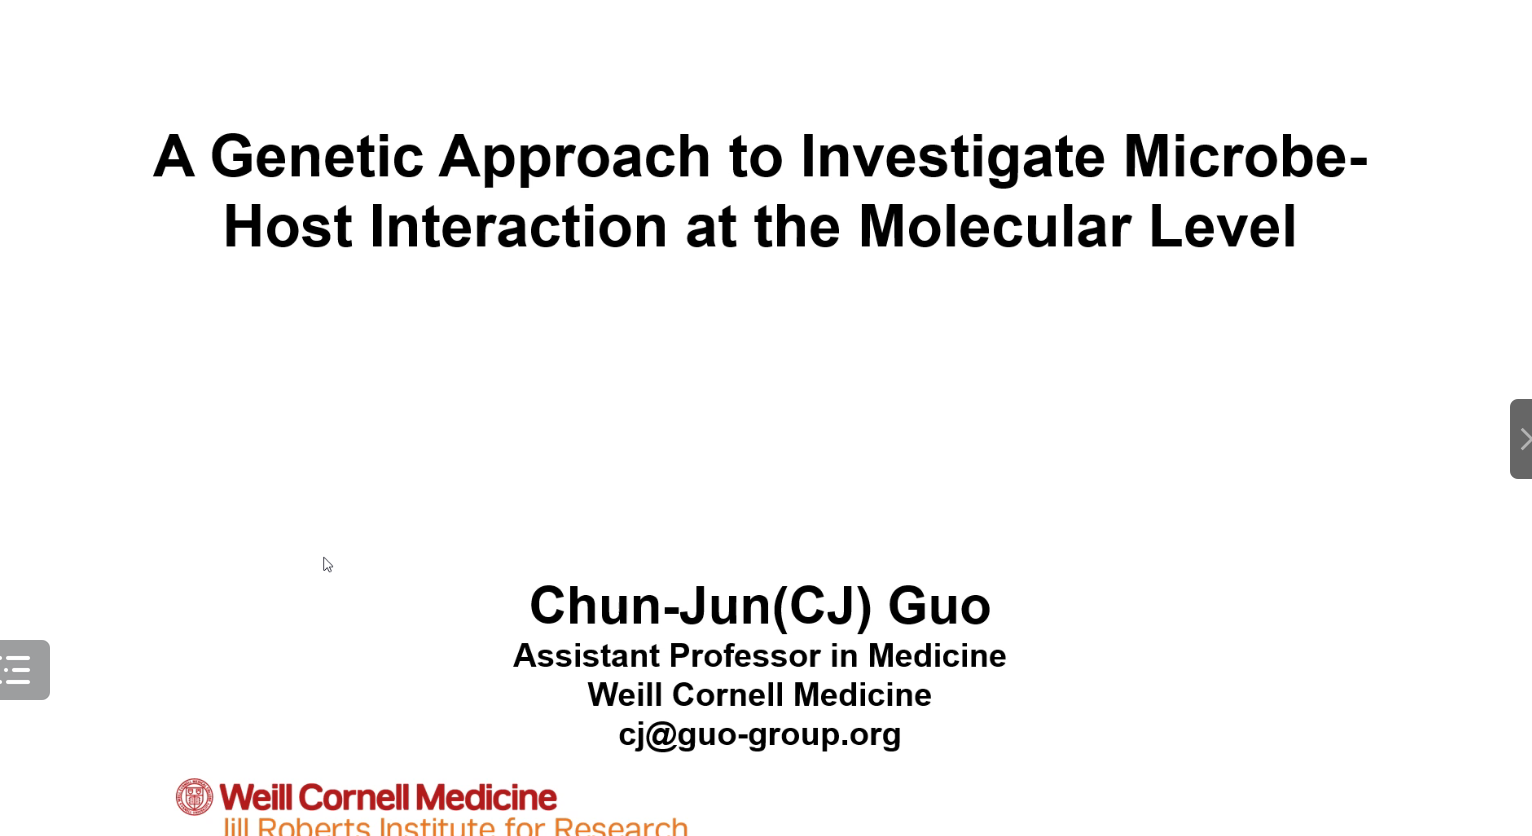 A Genetic Approach to Investigate Microbe-
Host Interaction at the Molecular Level
Chun-Jun(CJ) Guo
Assistant Professor in Medicine
Weill Cornell Medicine
cj@guo-group.org
Weill Cornell Medicine
Jill Roberts Institute for Research